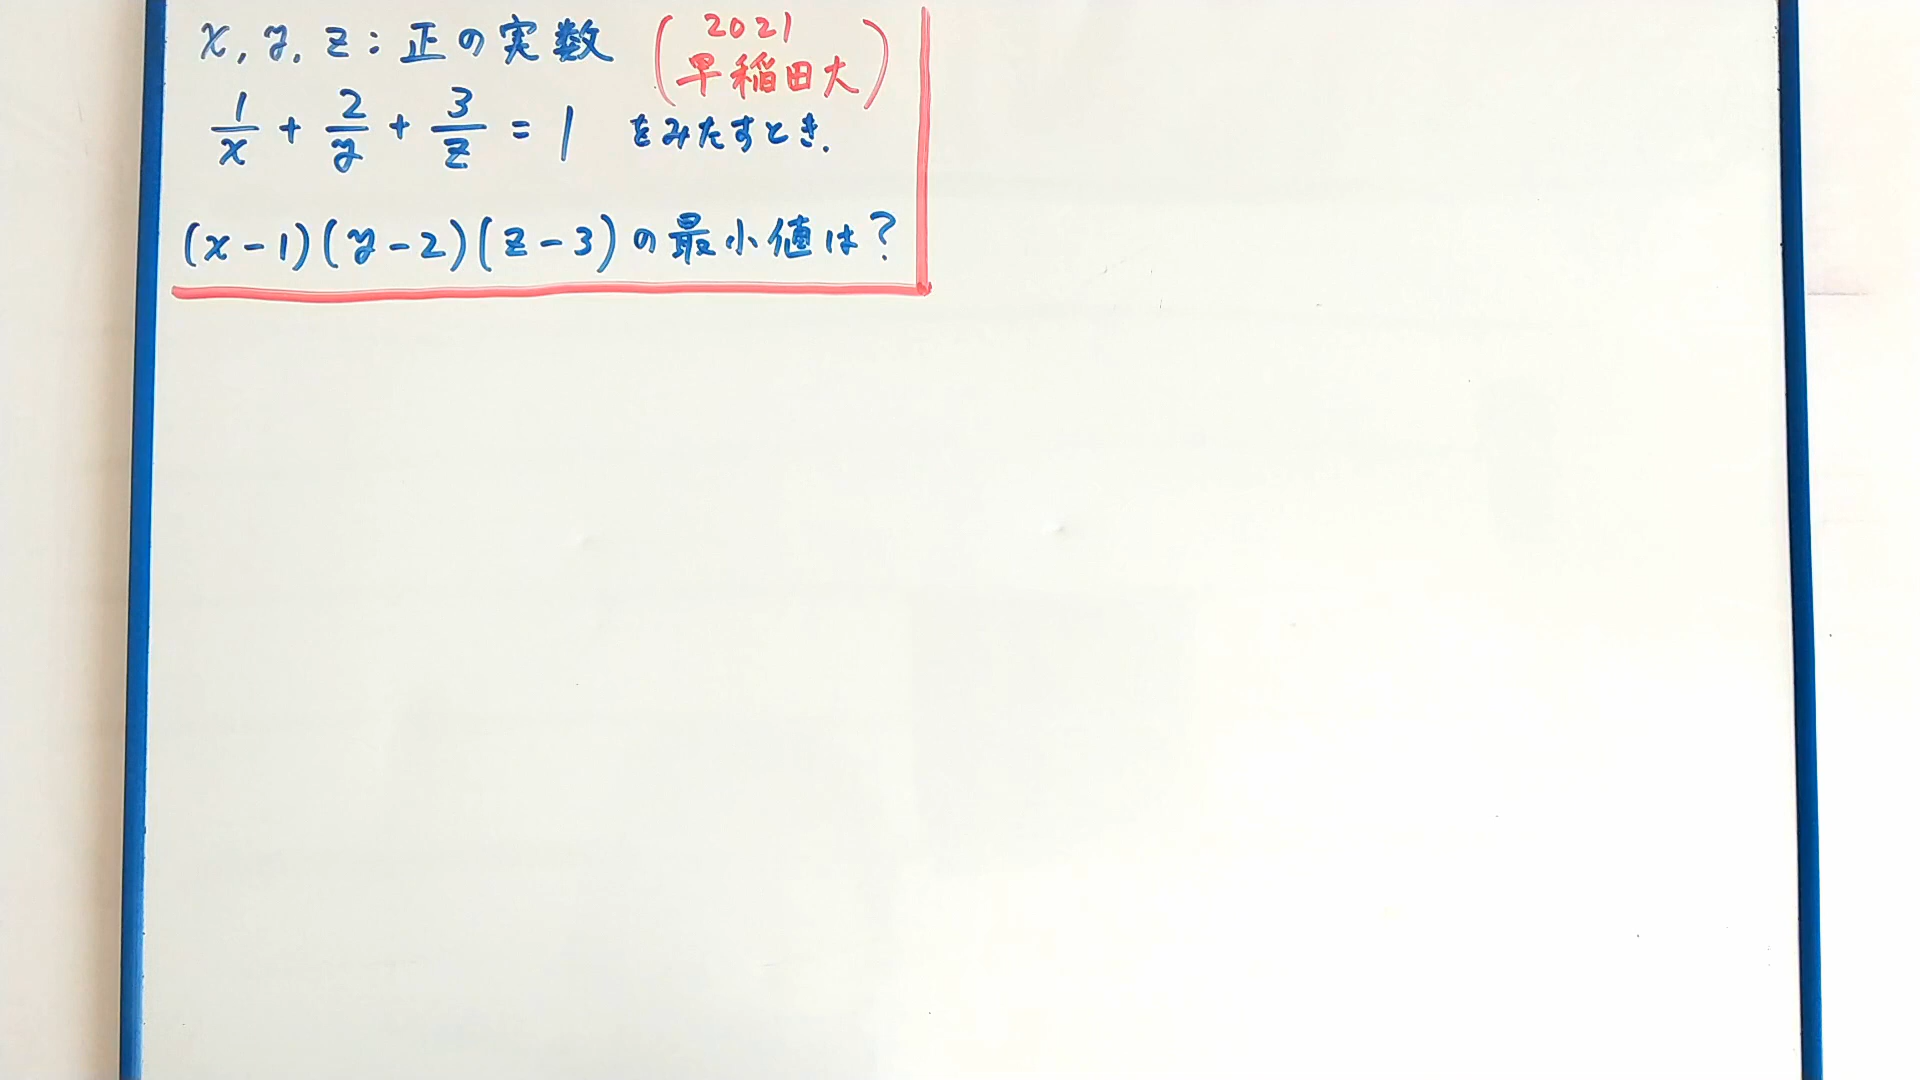 x, y, z : 正の実数 (2021 早稲田大)
1/x + 2/y + 3/z = 1 をみたすとき.
(x-1)(y-2)(z-3)の最小値は?